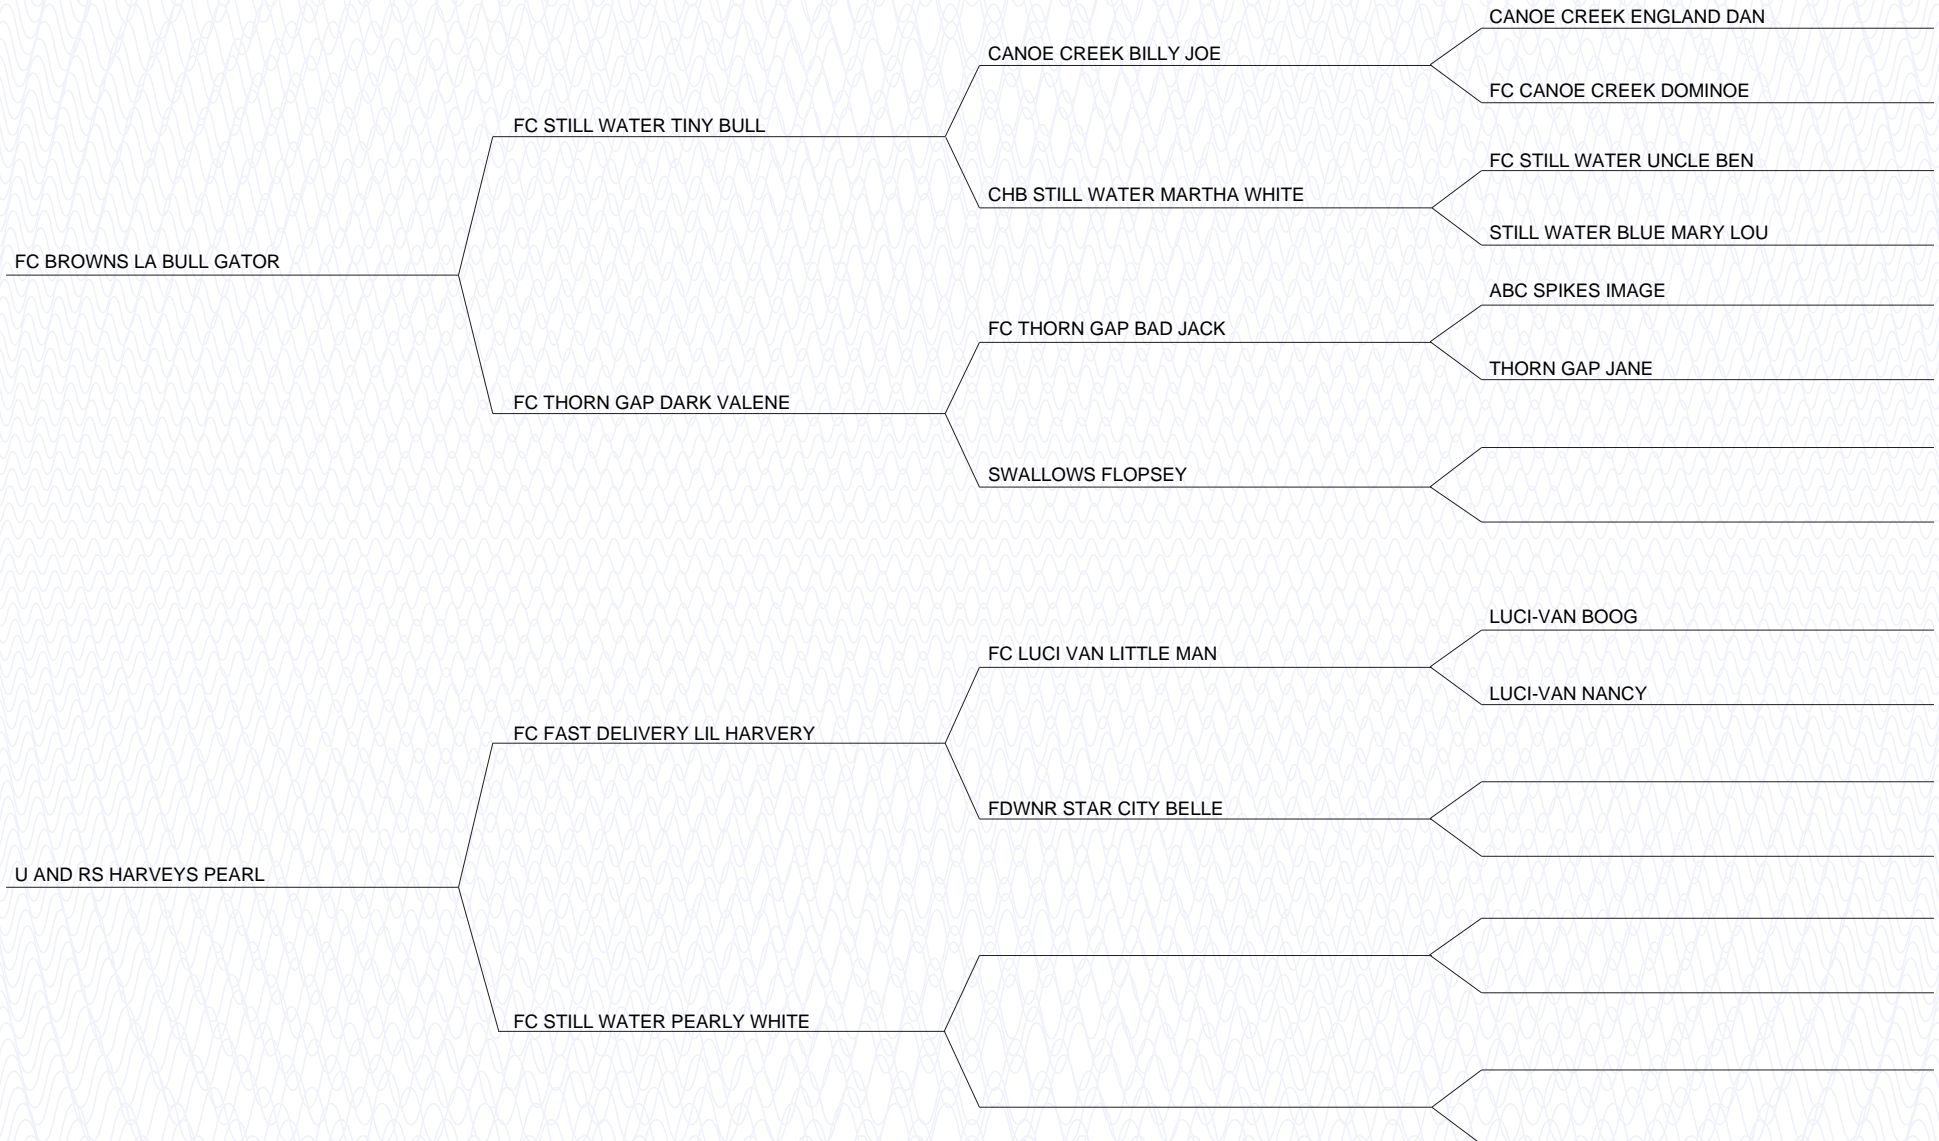 CANOE CREEK ENGLAND DAN
CANOE CREEK BILLY JOE
FC CANOE CREEK DOMINOE
FC STILL WATER TINY BULL
FC STILL WATER UNCLE BEN
CHB STILL WATER MARTHA WHITE
STILL WATER BLUE MARY LOU
FC BROWNS LA BULL GATOR
ABC SPIKES IMAGE
FC THORN GAP BAD JACK
THORN GAP JANE
FC THORN GAP DARK VALENE
SWALLOWS FLOPSEY
LUCI-VAN BOOG
FC LUCI VAN LITTLE MAN
LUCI-VAN NANCY
FC FAST DELIVERY LIL HARVERY
FDWNR STAR CITY BELLE
U AND RS HARVEYS PEARL
FC STILL WATER PEARLY WHITE